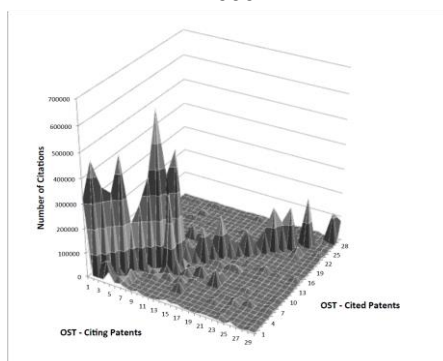 700000
600000
500000
400000
300000
200000
100000
0
Number of Citations
1 3 5 7 9 11 13 15 17 19 21 23 25 27 29
OST - Citing Patents
1 4 7 10 13 16 19 22 25 28
OST - Cited Patents